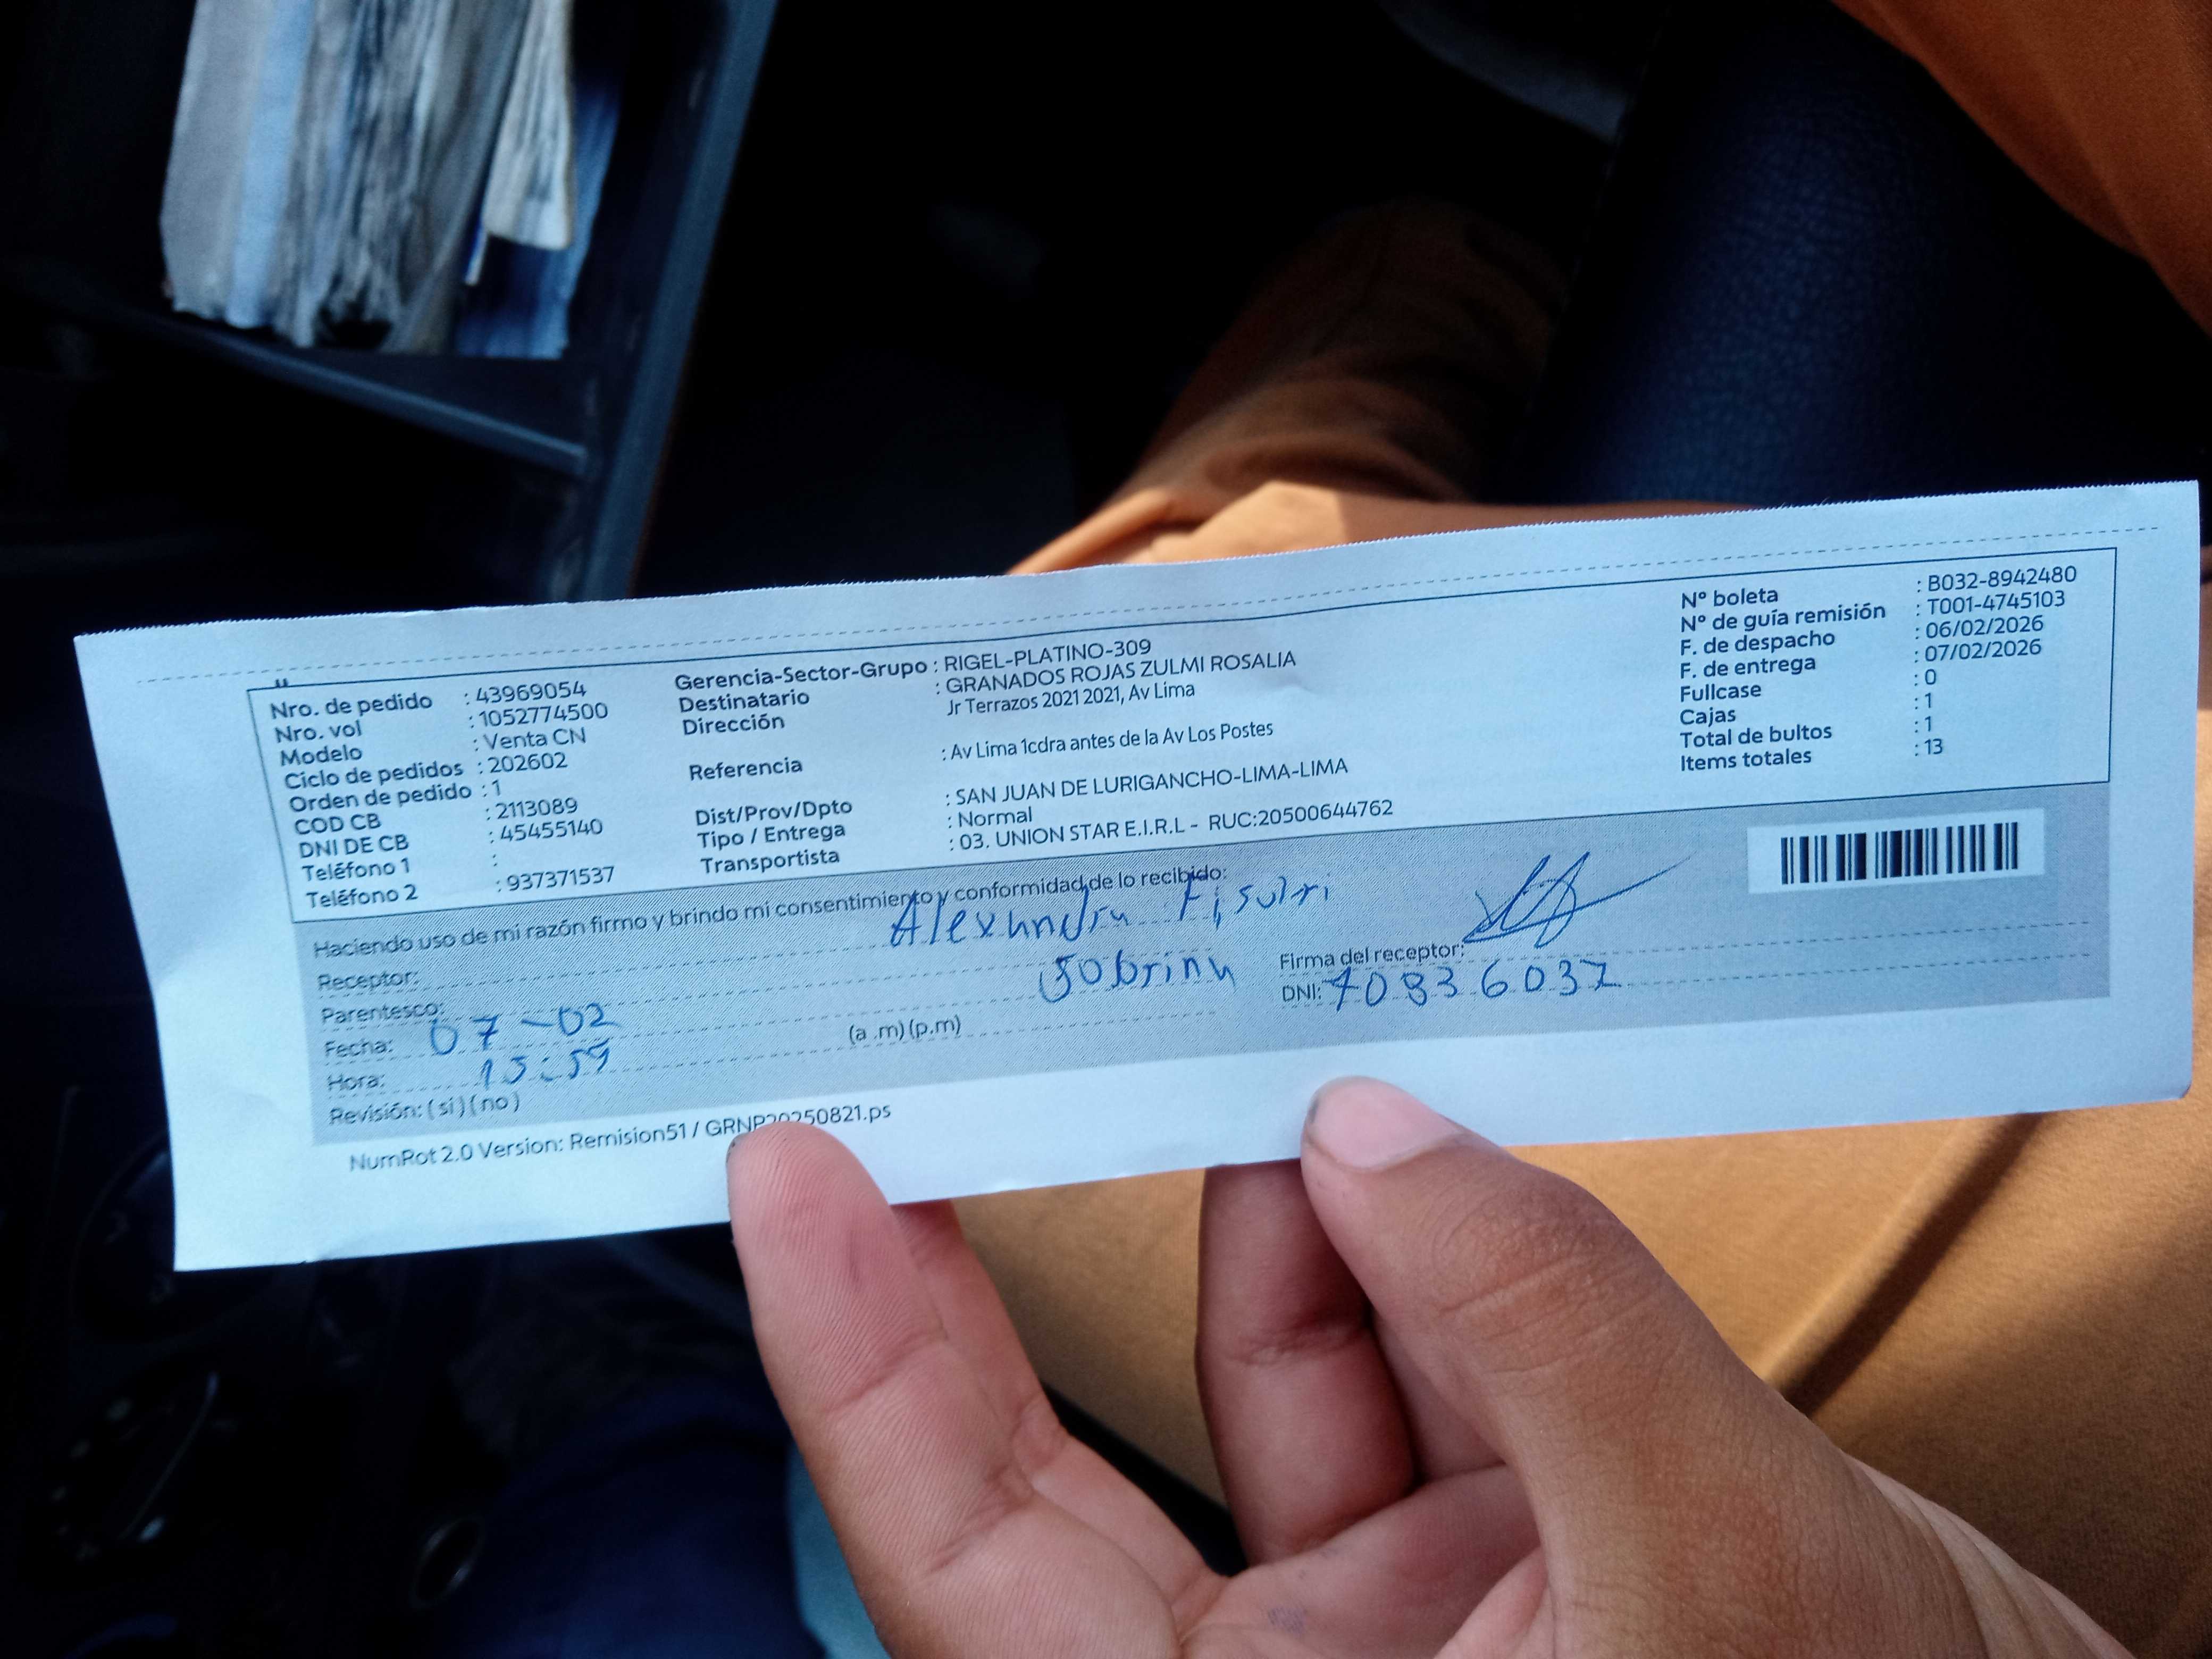 Nro. de pedido : 43969054
Nro. vol : 1052774500
Modelo : Venta CN
Ciclo de pedidos : 202602
Orden de pedido : 1
COD CB : 2113089
DNI DE CB : 45455140
Teléfono 1 :
Teléfono 2 : 937371537
Gerencia-Sector-Grupo : RIGEL-PLATINO-309
Destinatario : GRANADOS ROJAS ZULMI ROSALIA
Dirección Jr Terrazos 2021 2021, Av Lima
Referencia : Av Lima 1cdra antes de la Av Los Postes
Dist/Prov/Dpto : SAN JUAN DE LURIGANCHO-LIMA-LIMA
Tipo / Entrega : Normal
Transportista : 03. UNION STAR E.I.R.L - RUC:20500644762
Nº boleta : B032-8942480
Nº de guía remisión : T001-4745103
F. de despacho : 06/02/2026
F. de entrega : 07/02/2026
Fullcase : 0
Cajas : 1
Total de bultos : 1
Items totales : 13
Haciendo uso de mi razón firmo y brindo mi consentimiento y conformidad de lo recibido:
Receptor: Alexandra
Parentesco: Sobrina
Fecha: 07-02
Hora: 15:59 (a .m) (p.m)
Revisión: ( si ) ( no )
Firma del receptor:
DNI: 70836037
NumRot 2.0 Version: Remision51 / GRNP20250821.ps